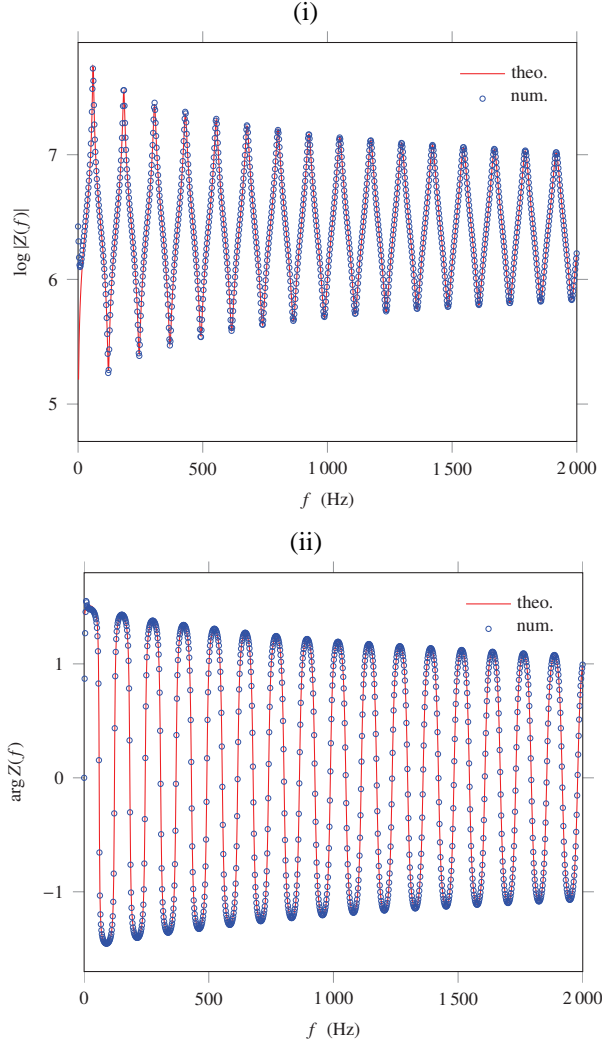 (i)
theo.
num.
7
6
5
log |Z(f)|
0
500
1 000
1 500
2 000
f (Hz)
(ii)
theo.
num.
1
0
−1
arg Z(f)
0
500
1 000
1 500
2 000
f (Hz)